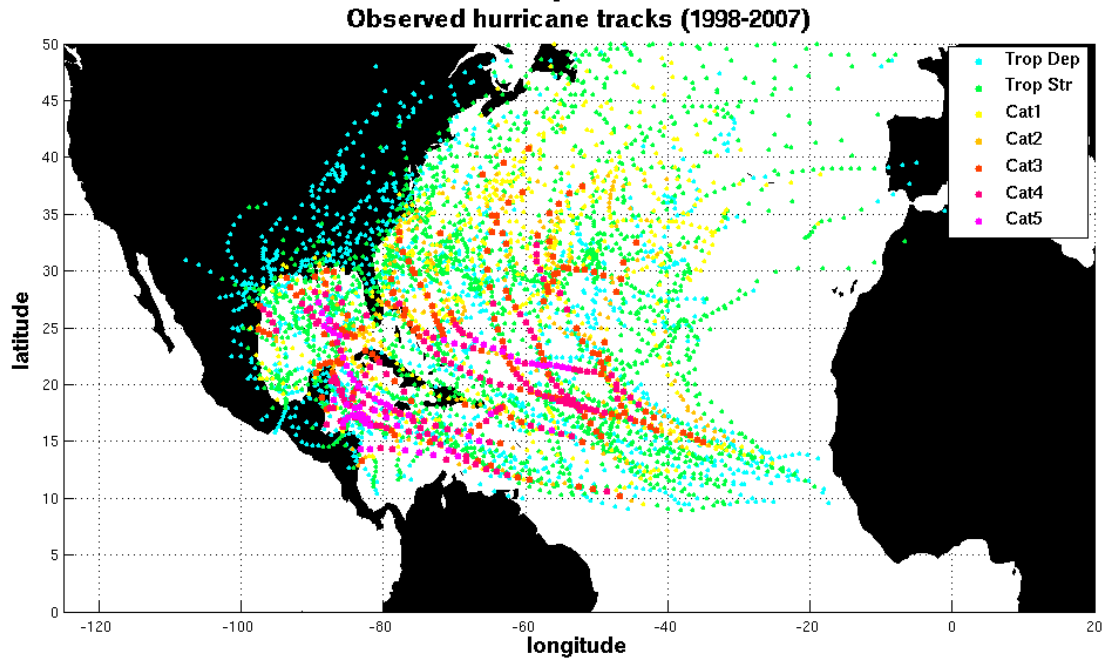 Observed hurricane tracks (1998-2007)
50
45
40
35
30
25
20
15
10
5
0
latitude
-120
-100
-80
-60
-40
-20
0
20
longitude
Trop Dep
Trop Str
Cat1
Cat2
Cat3
Cat4
Cat5